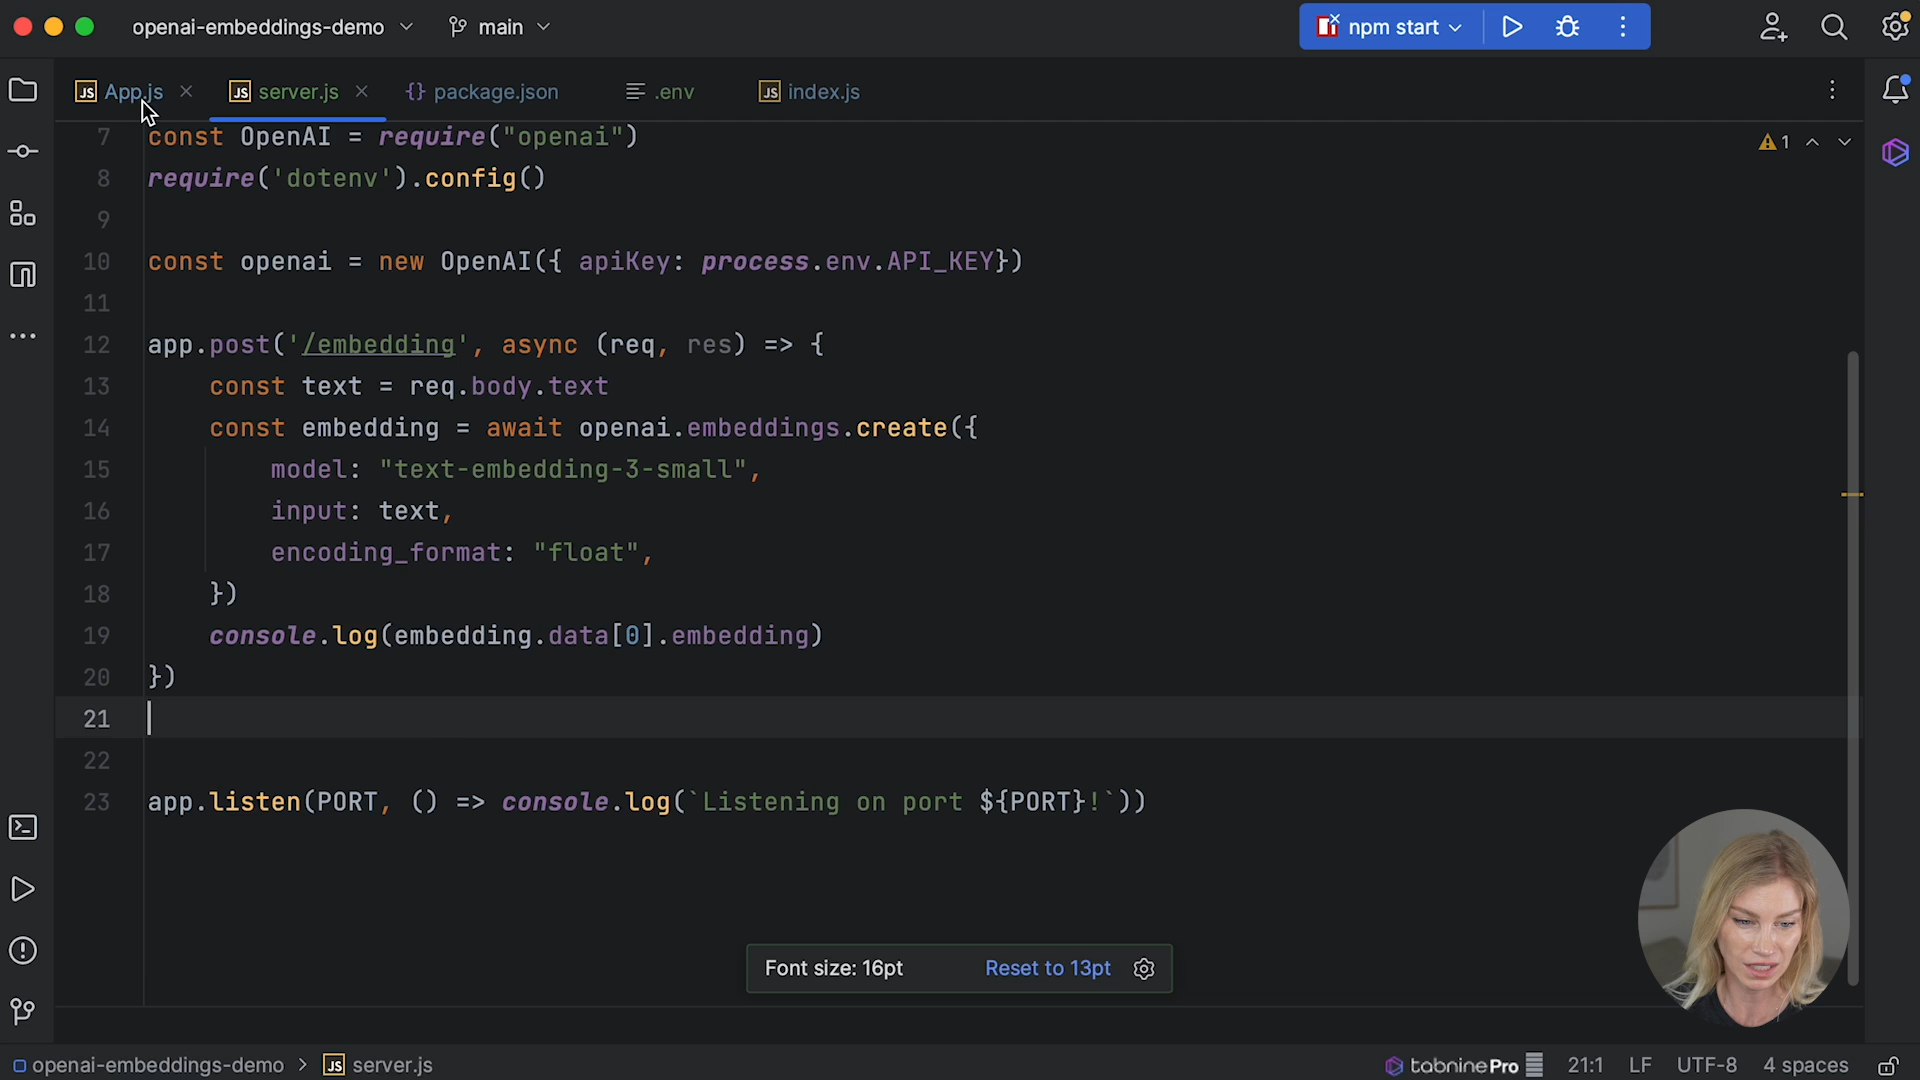 openai-embeddings-demo main npm start
App.js server.js package.json .env index.js
7 const OpenAI = require("openai") 1
8 require('dotenv').config()
9
10 const openai = new OpenAI({ apiKey: process.env.API_KEY})
11
12 app.post('/embedding', async (req, res) => {
13 const text = req.body.text
14 const embedding = await openai.embeddings.create({
15 model: "text-embedding-3-small",
16 input: text,
17 encoding_format: "float",
18 })
19 console.log(embedding.data[0].embedding)
20 })
21
22
23 app.listen(PORT, () => console.log(`Listening on port ${PORT}!`))
Font size: 16pt Reset to 13pt
openai-embeddings-demo > JS server.js tabnine Pro 21:1 LF UTF-8 4 spaces